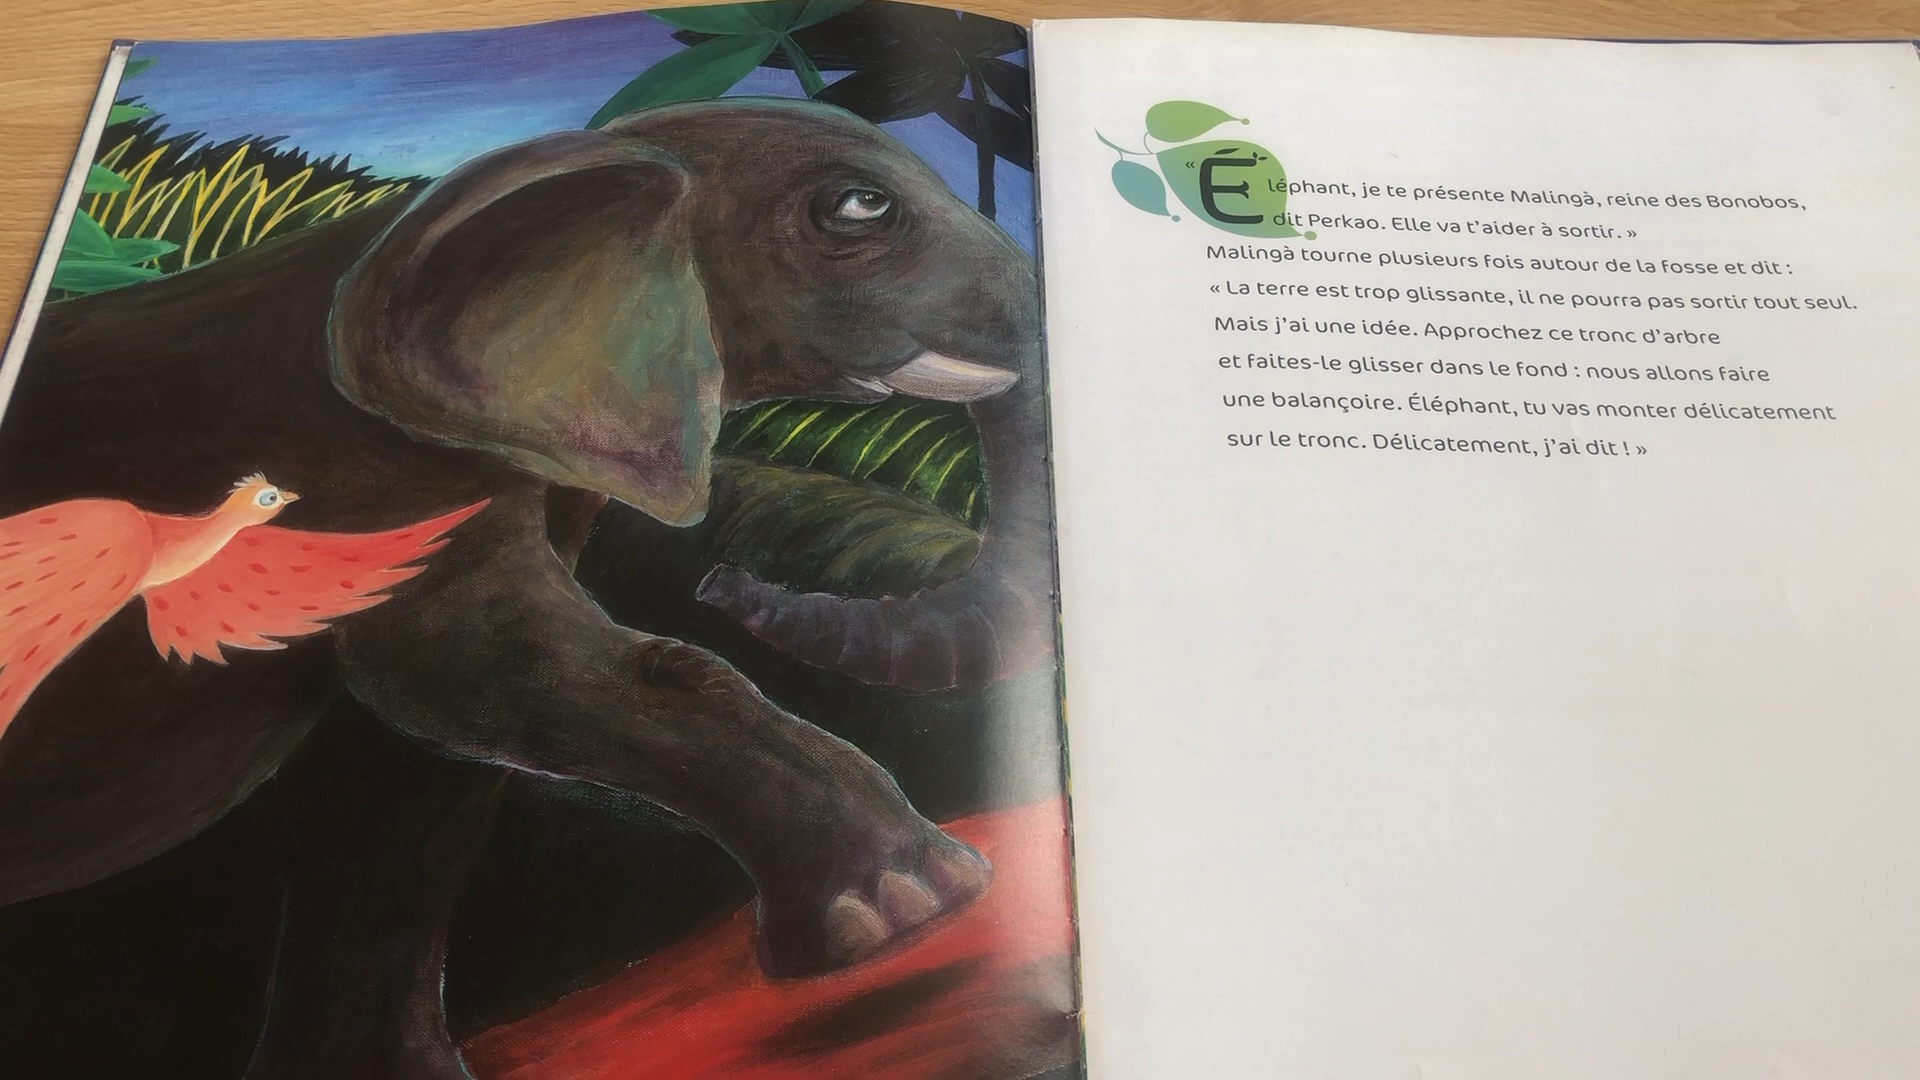 « Éléphant, je te présente Malingà, reine des Bonobos,
dit Perkao. Elle va t’aider à sortir. »
Malingà tourne plusieurs fois autour de la fosse et dit :
« La terre est trop glissante, il ne pourra pas sortir tout seul.
Mais j’ai une idée. Approchez ce tronc d’arbre
et faites-le glisser dans le fond : nous allons faire
une balançoire. Éléphant, tu vas monter délicatement
sur le tronc. Délicatement, j’ai dit ! »